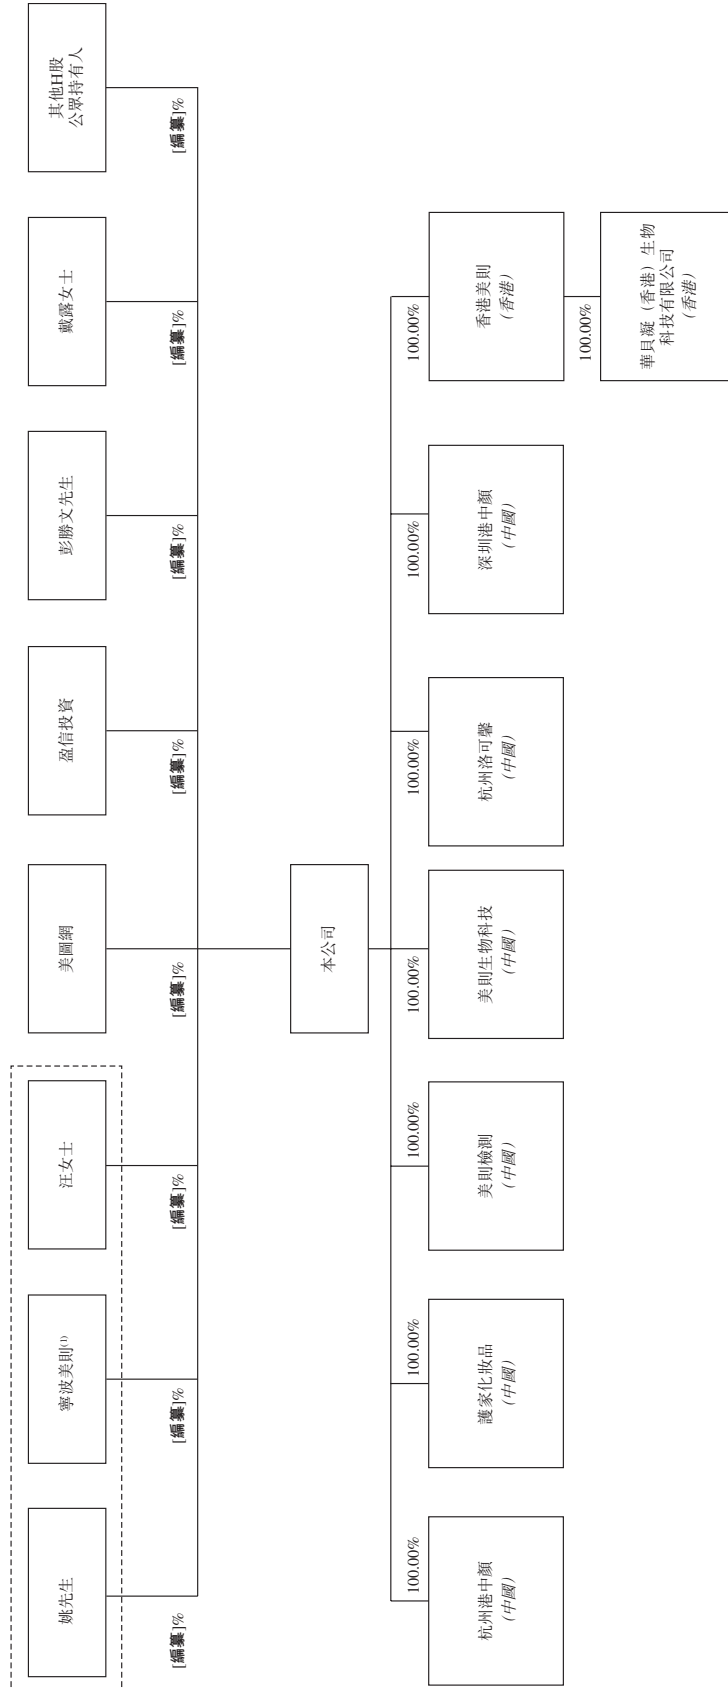 姚先生
寧波美則⁽¹⁾
汪女士
美圖網
盈信投資
彭勝文先生
戴露女士
其他H股
公眾持有人
[編纂]%
[編纂]%
[編纂]%
[編纂]%
[編纂]%
[編纂]%
[編纂]%
[編纂]%
本公司
100.00%
100.00%
100.00%
100.00%
100.00%
100.00%
100.00%
杭州港中顏
(中國)
護家化妝品
(中國)
美則檢測
(中國)
美則生物科技
(中國)
杭州洛可馨
(中國)
深圳港中顏
(中國)
香港美則
(香港)
100.00%
華貝凝（香港）生物
科技有限公司
(香港)